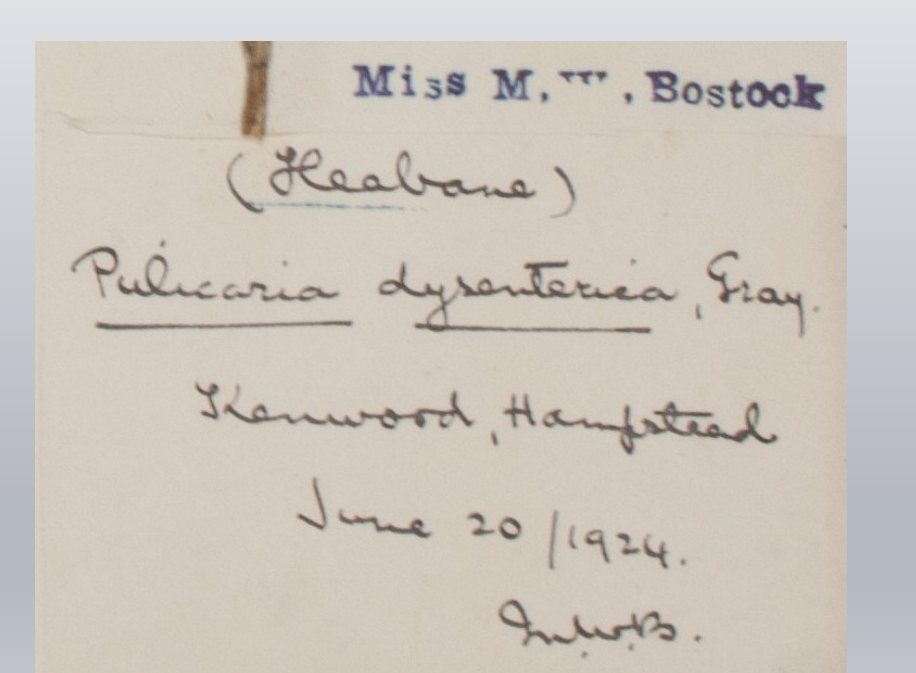 Miss M. W. Bostock
(Fleabane)
Pulicaria dysenterica, Gray.
Kenwood, Hampstead
June 20/1924.
M.W.B.